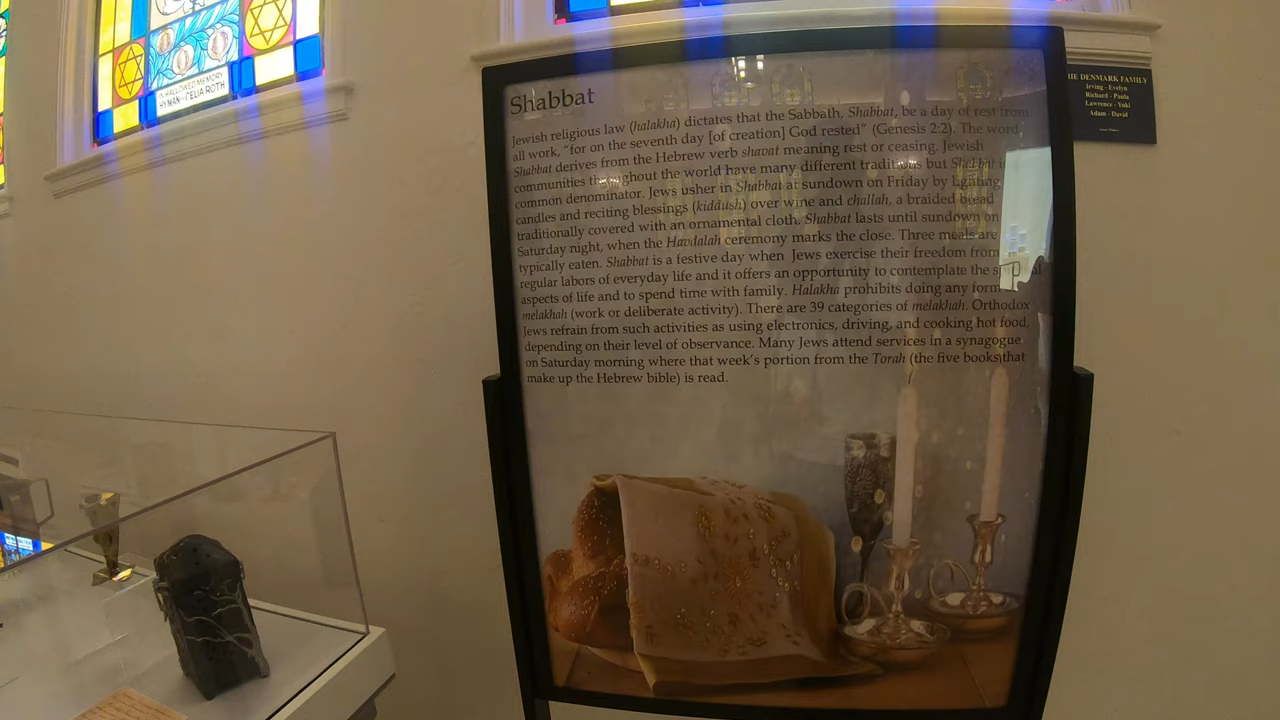 IN HALLOWED MEMORY
HYMAN CELIA ROTH
Shabbat
Jewish religious law (halakha) dictates that the Sabbath, Shabbat, be a day of rest from
all work, “for on the seventh day [of creation] God rested” (Genesis 2:2). The word
Shabbat derives from the Hebrew verb shavat meaning rest or ceasing. Jewish
communities throughout the world have many different traditions but Shabbat is
common denominator. Jews usher in Shabbat at sundown on Friday by lighting
candles and reciting blessings (kiddush) over wine and challah, a braided bread
traditionally covered with an ornamental cloth. Shabbat lasts until sundown on
Saturday night, when the Havdalah ceremony marks the close. Three meals are
typically eaten. Shabbat is a festive day when Jews exercise their freedom from
regular labors of everyday life and it offers an opportunity to contemplate the
aspects of life and to spend time with family. Halakha prohibits doing any form
melakhah (work or deliberate activity). There are 39 categories of melakhah. Orthodox
Jews refrain from such activities as using electronics, driving, and cooking hot food,
depending on their level of observance. Many Jews attend services in a synagogue
on Saturday morning where that week’s portion from the Torah (the five books that
make up the Hebrew bible) is read.
THE DENMARK FAMILY
Irving - Evelyn
Richard - Paula
Lawrence - Yuki
Adam - David